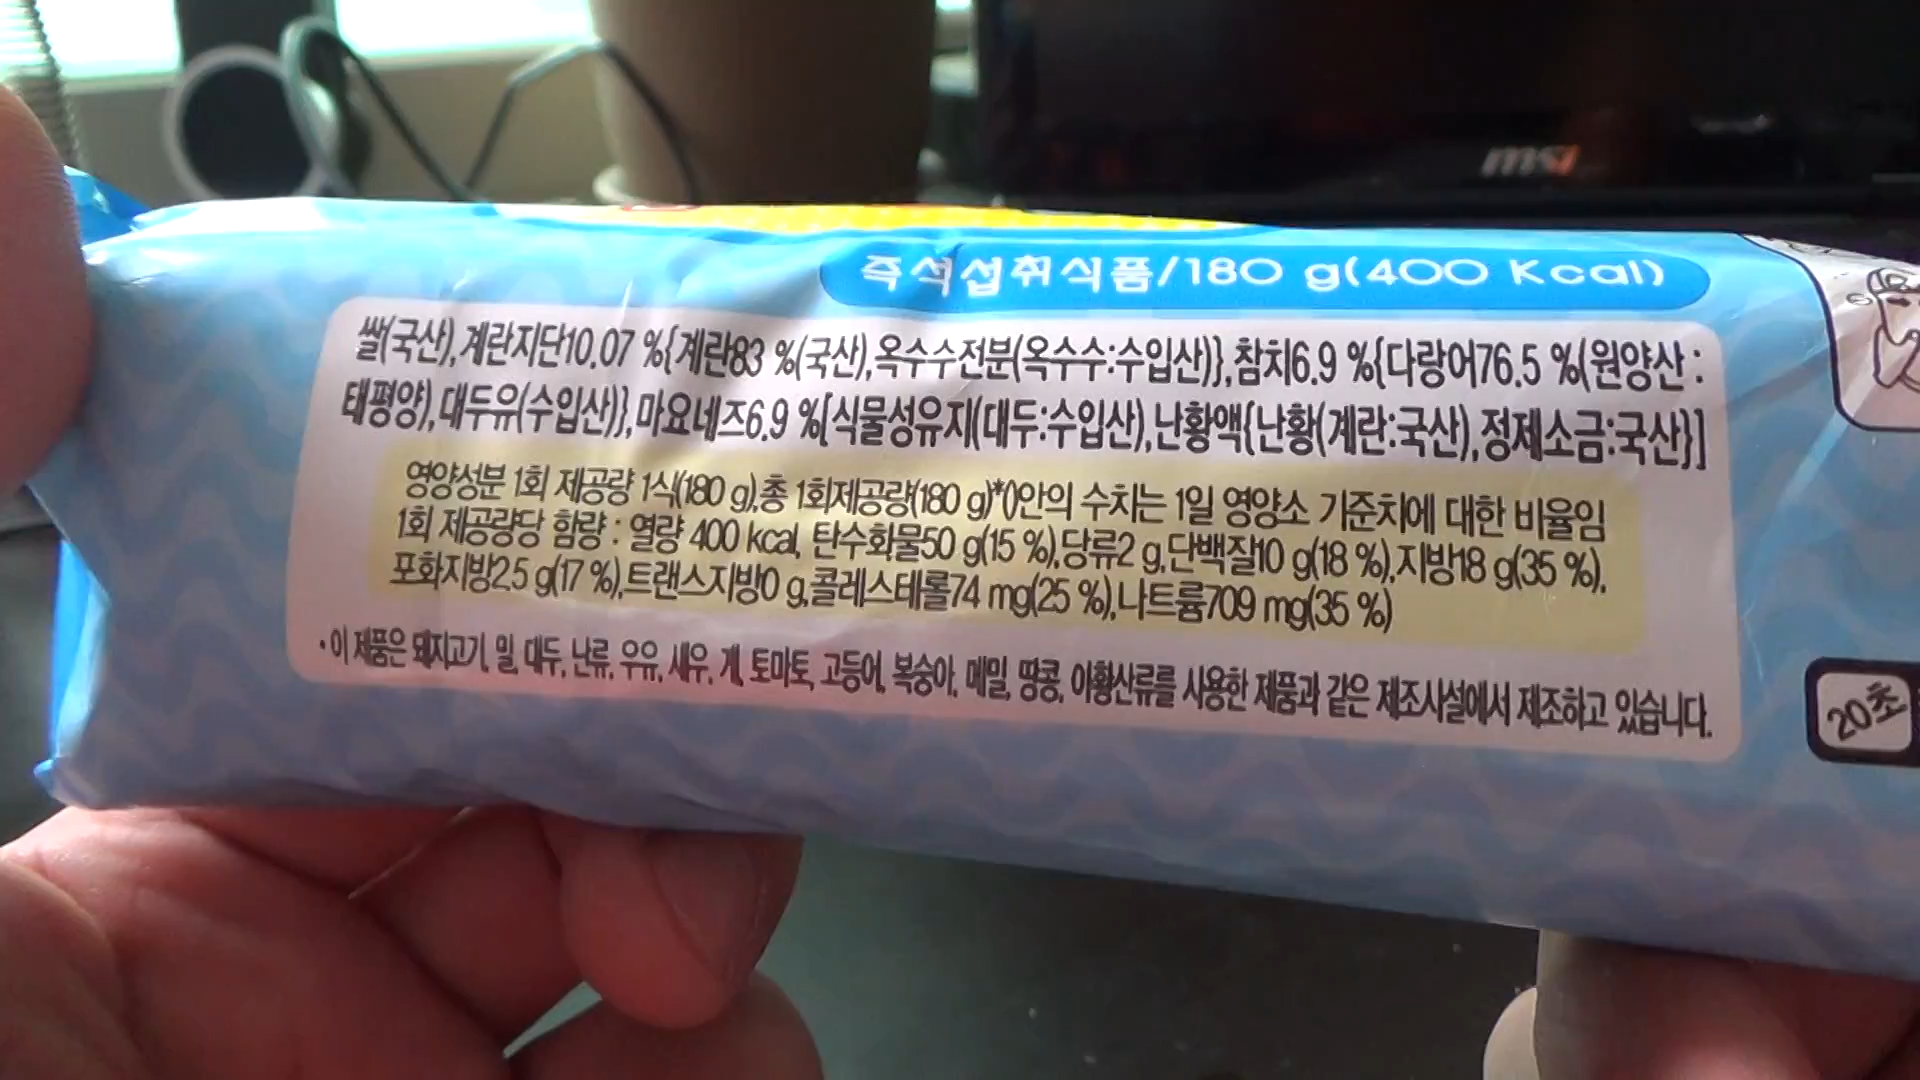 msi
즉석섭취식품/180 g(400 Kcal)
쌀(국산),계란지단10.07 %{계란83 %(국산),옥수수전분(옥수수:수입산)},참치6.9 %{다랑어76.5 %(원양산:
태평양),대두유(수입산)},마요네즈6.9 %[식물성유지(대두:수입산),난황액{난황(계란:국산),정제소금:국산}]
영양성분 1회 제공량 1식(180 g),총 1회제공량(180 g)*()안의 수치는 1일 영양소 기준치에 대한 비율임
1회 제공량당 함량 : 열량 400 kcal, 탄수화물50 g(15 %),당류2 g,단백질10 g(18 %),지방18 g(35 %),
포화지방2.5 g(17 %),트랜스지방0 g,콜레스테롤74 mg(25 %),나트륨709 mg(35 %)
·이 제품은 돼지고기, 밀, 대두, 난류, 우유, 새우, 게, 토마토, 고등어, 복숭아, 메밀, 땅콩, 아황산류를 사용한 제품과 같은 제조시설에서 제조하고 있습니다.
20초